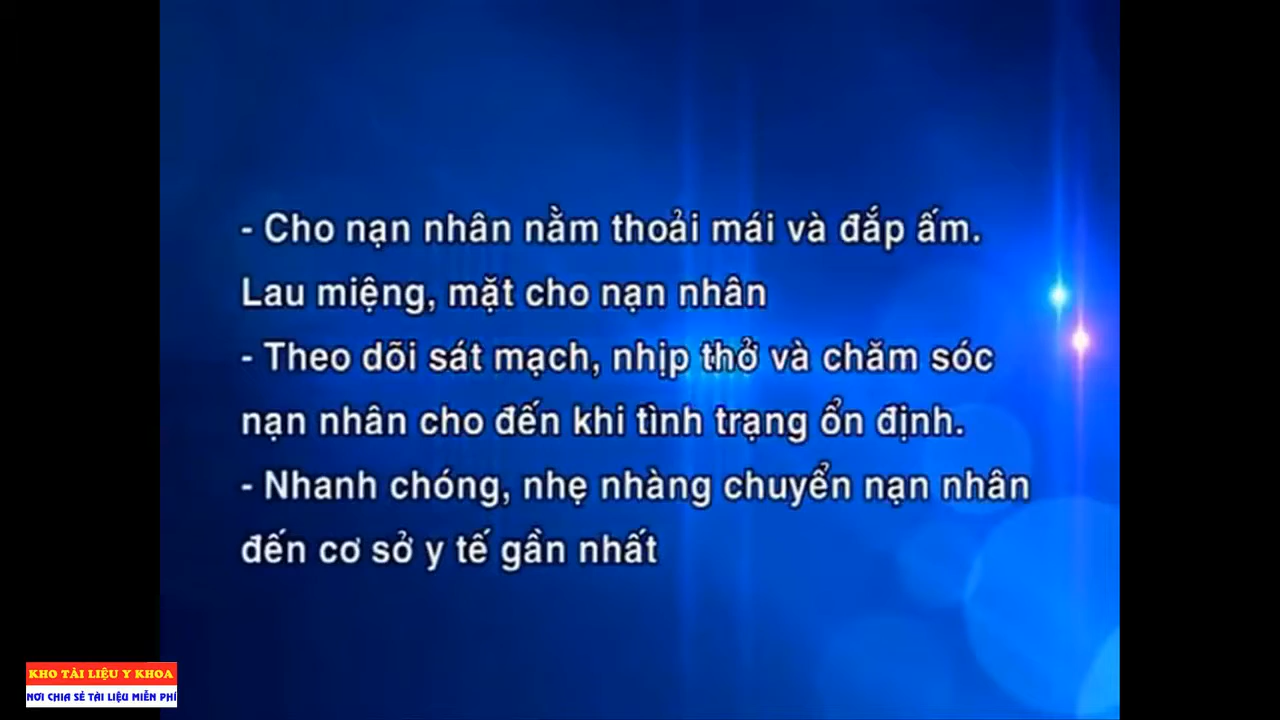 - Cho nạn nhân nằm thoải mái và đắp ấm.
Lau miệng, mặt cho nạn nhân
- Theo dõi sát mạch, nhịp thở và chăm sóc
nạn nhân cho đến khi tình trạng ổn định.
- Nhanh chóng, nhẹ nhàng chuyển nạn nhân
đến cơ sở y tế gần nhất
KHO TÀI LIỆU Y KHOA
NƠI CHIA SẺ TÀI LIỆU MIỄN PHÍ